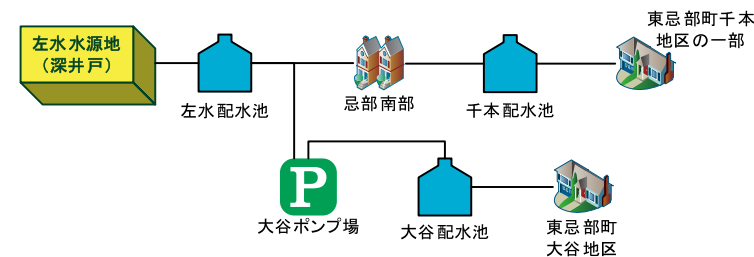 左水水源地
（深井戸）
左水配水池
忌部南部
千本配水池
東忌部町千本
地区の一部
P
大谷ポンプ場
大谷配水池
東忌部町
大谷地区